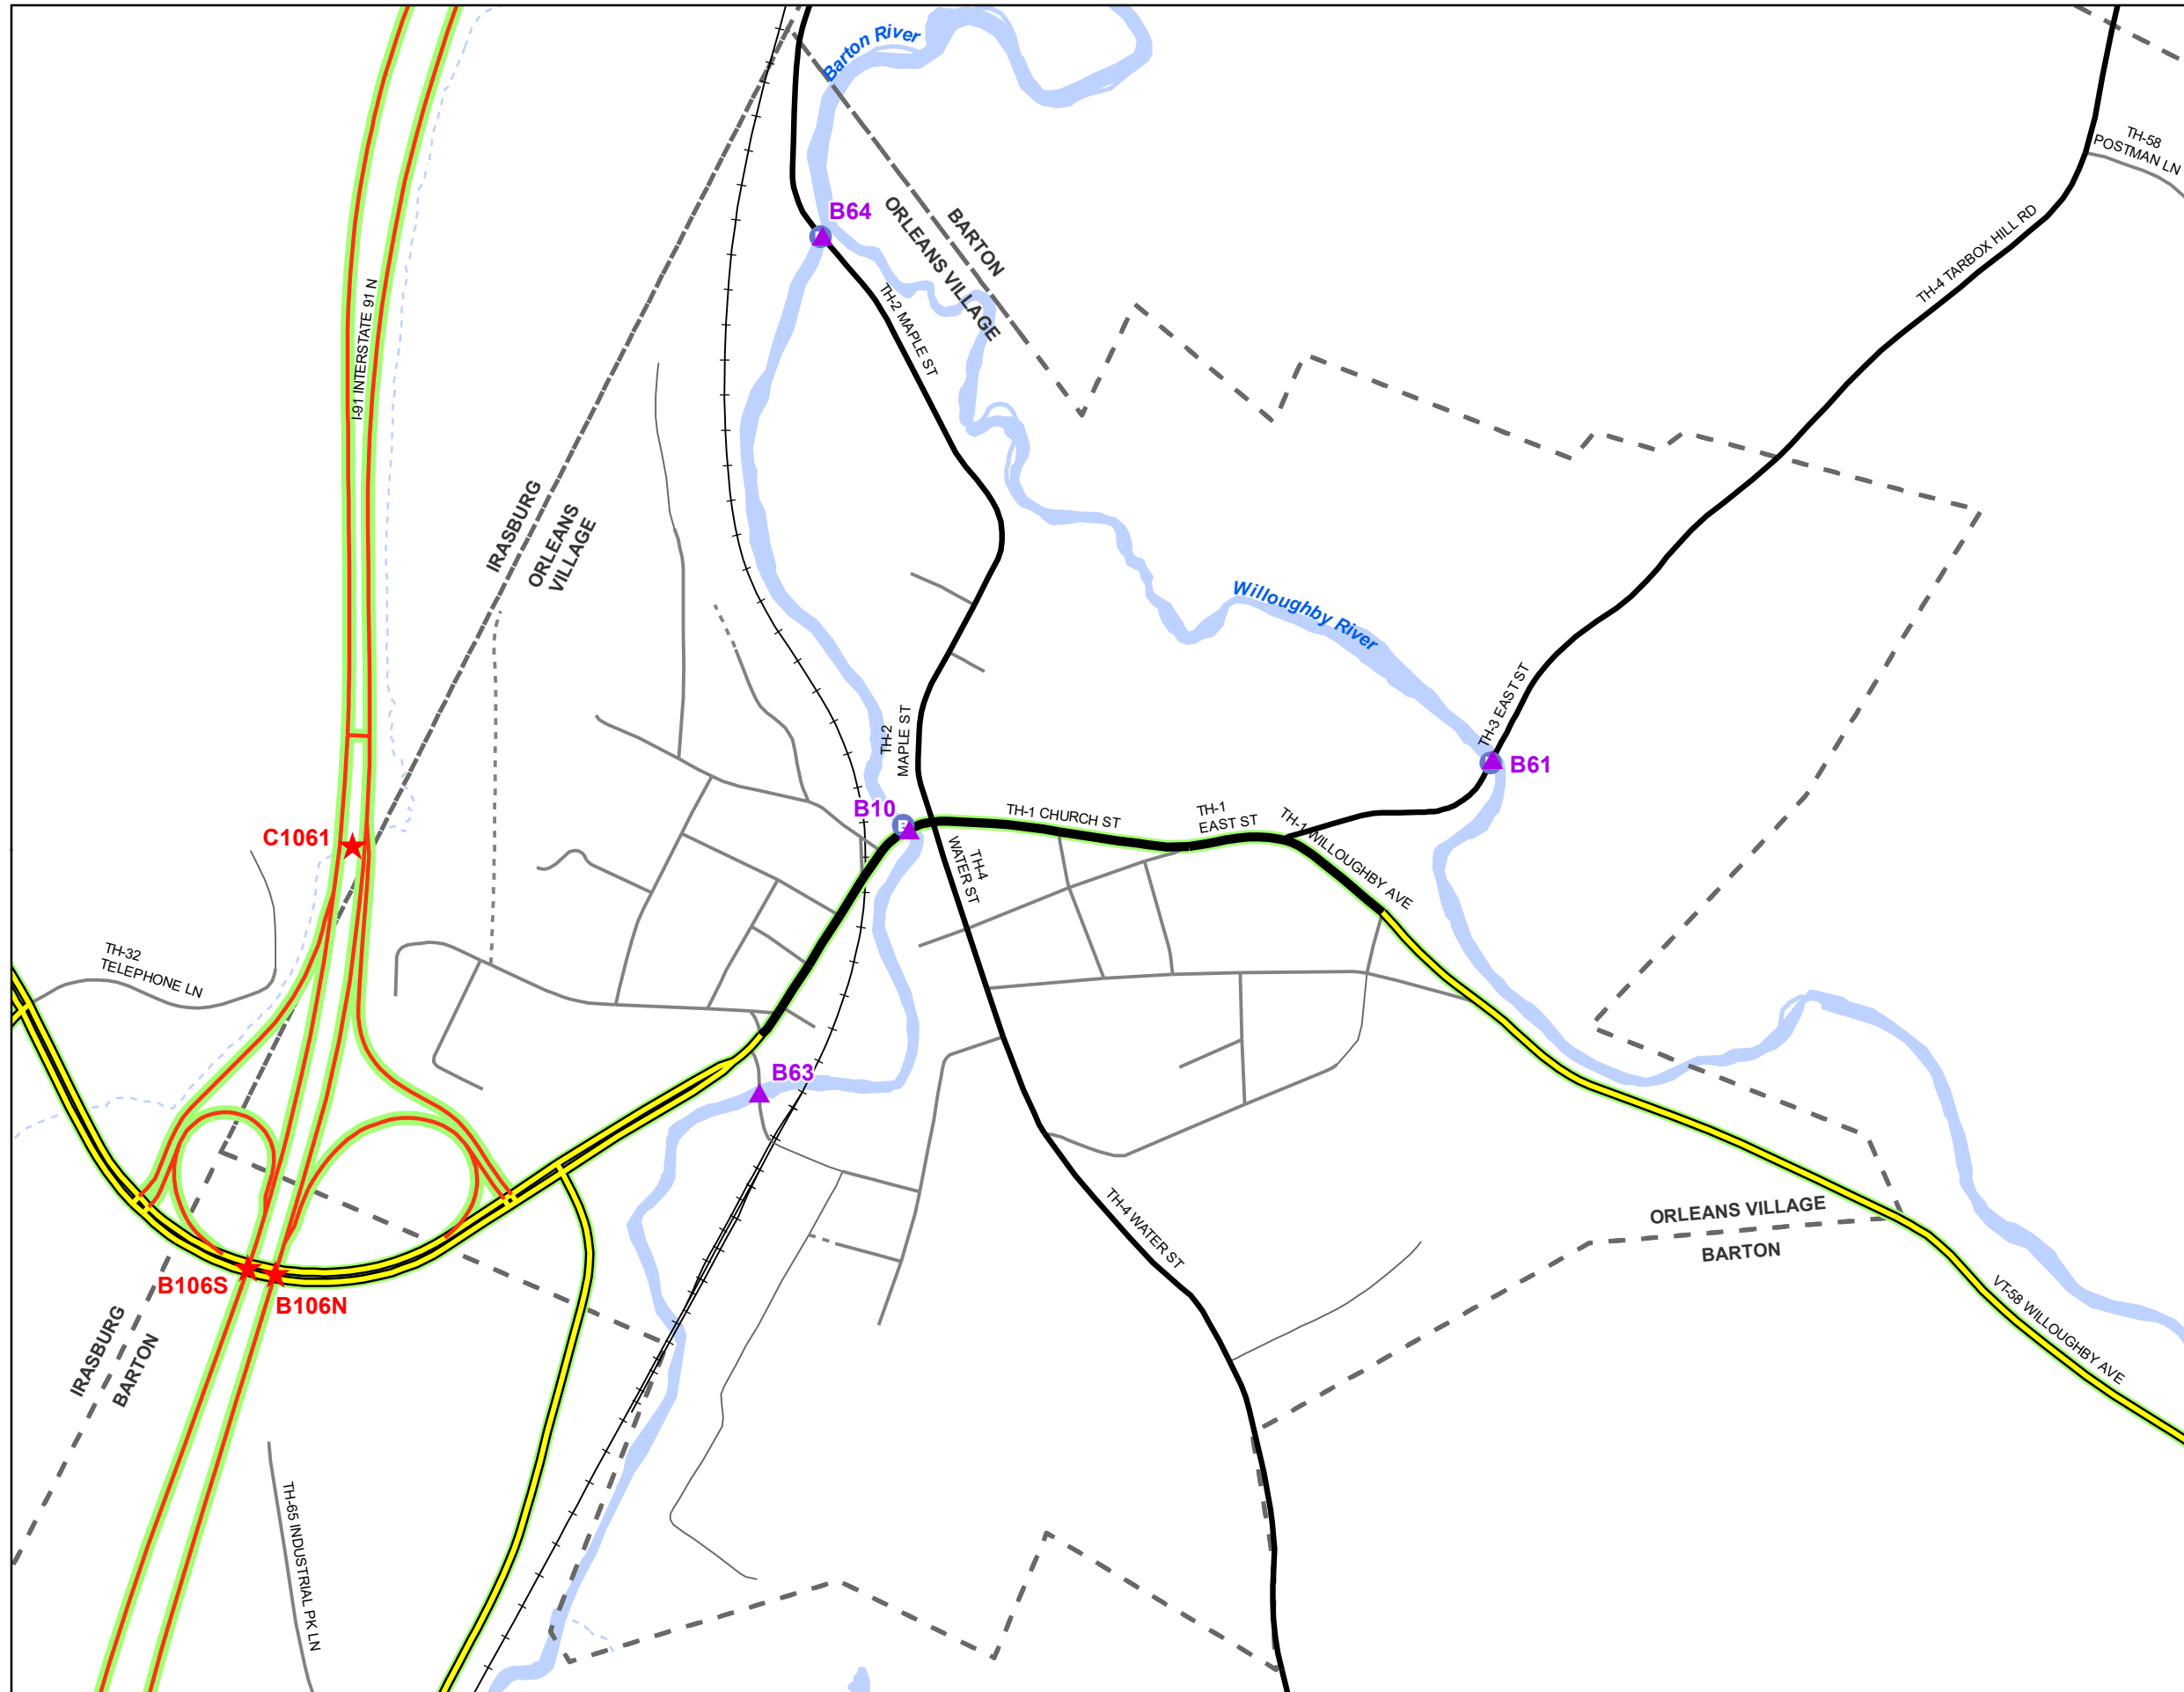 Barton River
TH-58
POSTMAN LN
B64
BARTON
ORLEANS VILLAGE
TH-4 TARBOX HILL RD
I-91 INTERSTATE 91 N
TH-2 MAPLE ST
IRASBURG
ORLEANS
VILLAGE
Willoughby River
TH-3 EAST ST
TH-2
MAPLE ST
B61
B10
B
TH-1 CHURCH ST
TH-1
EAST ST
TH-1 WILLOUGHBY AVE
C1061
TH-4
WATER ST
TH-32
TELEPHONE LN
B63
TH-4 WATER ST
ORLEANS VILLAGE
BARTON
B106S
B106N
IRASBURG
BARTON
VT-58 WILLOUGHBY AVE
TH-65 INDUSTRIAL PK LN